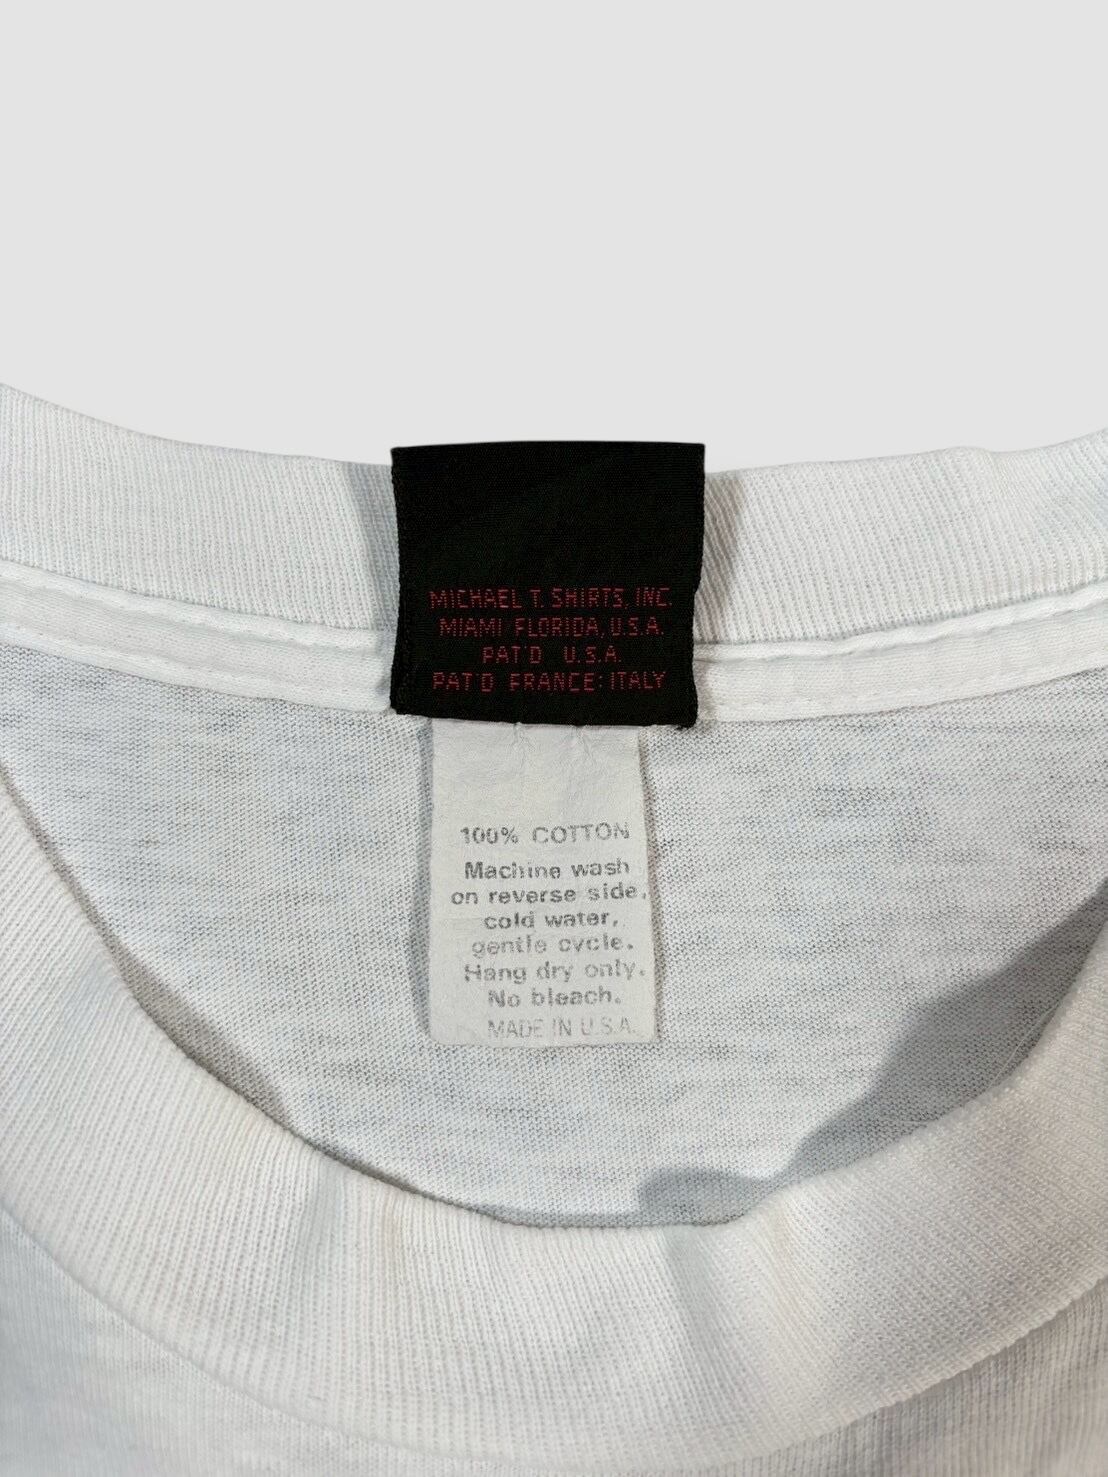 MICHAEL T. SHIRTS, INC.
MIAMI FLORIDA, U.S.A.
PAT'D U.S.A.
PAT'D FRANCE: ITALY
100% COTTON
Machine wash
on reverse side,
cold water,
gentle cycle.
Hang dry only.
No bleach.
MADE IN U.S.A.